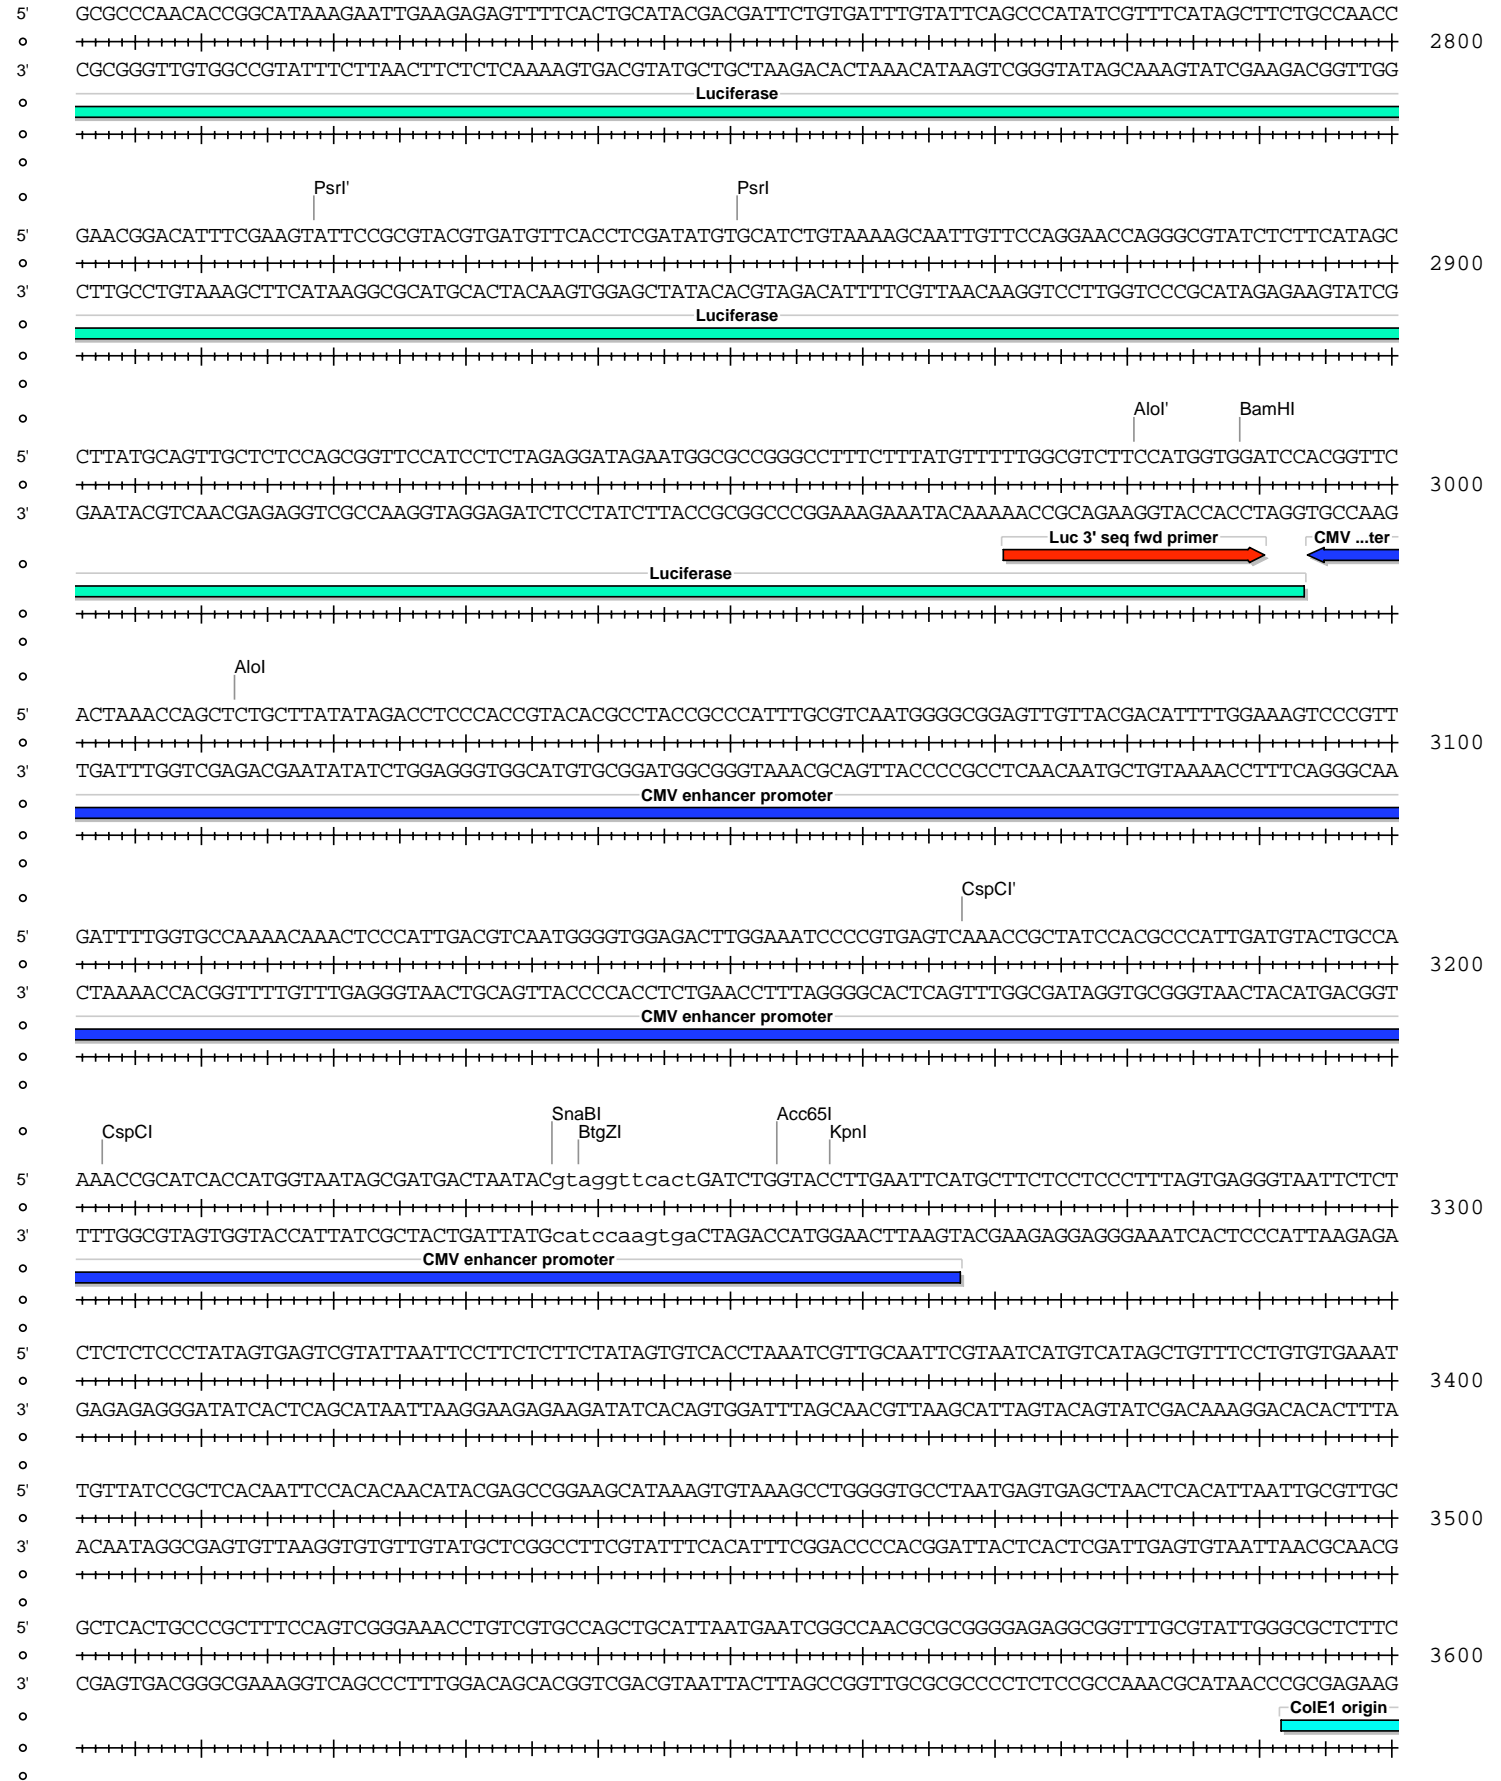 5' GCGCCCAACACCGGCATAAAGAATTGAAGAGAGTTTTCACTGCATACGACGATTCTGTGATTTGTATTCAGCCCATATCGTTTCATAGCTTCTGCCAACC
2800
3' CGCGGGTTGTGGCCGTATTTCTTAACTTCTCTCAAAAGTGACGTATGCTGCTAAGACACTAAACATAAGTCGGGTATAGCAAAGTATCGAAGACGGTTGG
Luciferase
PsrI' PsrI
5' GAACGGACATTTCGAAGTATTCCGCGTACGTGATGTTCACCTCGATATGTGCATCTGTAAAAGCAATTGTTCCAGGAACCAGGGCGTATCTCTTCATAGC
2900
3' CTTGCCTGTAAAGCTTCATAAGGCGCATGCACTACAAGTGGAGCTATACACGTAGACATTTTCGTTAACAAGGTCCTTGGTCCCGCATAGAGAAGTATCG
Luciferase
AloI' BamHI
5' CTTATGCAGTTGCTCTCCAGCGGTTCCATCCTCTAGAGGATAGAATGGCGCCGGGCCTTTCTTTATGTTTTTGGCGTCTTCCATGGTGGATCCACGGTTC
3000
3' GAATACGTCAACGAGAGGTCGCCAAGGTAGGAGATCTCCTATCTTACCGCGGCCCGGAAAGAAATACAAAAACCGCAGAAGGTACCACCTAGGTGCCAAG
Luc 3' seq fwd primer CMV ...ter
Luciferase
AloI
5' ACTAAACCAGCTCTGCTTATATAGACCTCCCACCGTACACGCCTACCGCCCATTTGCGTCAATGGGGCGGAGTTGTTACGACATTTTGGAAAGTCCCGTT
3100
3' TGATTTGGTCGAGACGAATATATCTGGAGGGTGGCATGTGCGGATGGCGGGTAAACGCAGTTACCCCGCCTCAACAATGCTGTAAAACCTTTCAGGGCAA
CMV enhancer promoter
CspCI'
5' GATTTTGGTGCCAAAACAAACTCCCATTGACGTCAATGGGGTGGAGACTTGGAAATCCCCGTGAGTCAAACCGCTATCCACGCCCATTGATGTACTGCCA
3200
3' CTAAAACCACGGTTTTGTTTGAGGGTAACTGCAGTTACCCCACCTCTGAACCTTTAGGGGCACTCAGTTTGGCGATAGGTGCGGGTAACTACATGACGGT
CMV enhancer promoter
SnaBI Acc65I
CspCI BtgZI KpnI
5' AAACCGCATCACCATGGTAATAGCGATGACTAATACgtaggttcactGATCTGGTACCTTGAATTCATGCTTCTCCTCCCTTTAGTGAGGGTAATTCTCT
3300
3' TTTGGCGTAGTGGTACCATTATCGCTACTGATTATGcatccaagtgaCTAGACCATGGAACTTAAGTACGAAGAGGAGGGAAATCACTCCCATTAAGAGA
CMV enhancer promoter
5' CTCTCTCCCTATAGTGAGTCGTATTAATTCCTTCTCTTCTATAGTGTCACCTAAATCGTTGCAATTCGTAATCATGTCATAGCTGTTTCCTGTGTGAAAT
3400
3' GAGAGAGGGATATCACTCAGCATAATTAAGGAAGAGAAGATATCACAGTGGATTTAGCAACGTTAAGCATTAGTACAGTATCGACAAAGGACACACTTTA
5' TGTTATCCGCTCACAATTCCACACAACATACGAGCCGGAAGCATAAAGTGTAAAGCCTGGGGTGCCTAATGAGTGAGCTAACTCACATTAATTGCGTTGC
3500
3' ACAATAGGCGAGTGTTAAGGTGTGTTGTATGCTCGGCCTTCGTATTTCACATTTCGGACCCCACGGATTACTCACTCGATTGAGTGTAATTAACGCAACG
5' GCTCACTGCCCGCTTTCCAGTCGGGAAACCTGTCGTGCCAGCTGCATTAATGAATCGGCCAACGCGCGGGGAGAGGCGGTTTGCGTATTGGGCGCTCTTC
3600
3' CGAGTGACGGGCGAAAGGTCAGCCCTTTGGACAGCACGGTCGACGTAATTACTTAGCCGGTTGCGCGCCCCTCTCCGCCAAACGCATAACCCGCGAGAAG
ColE1 origin